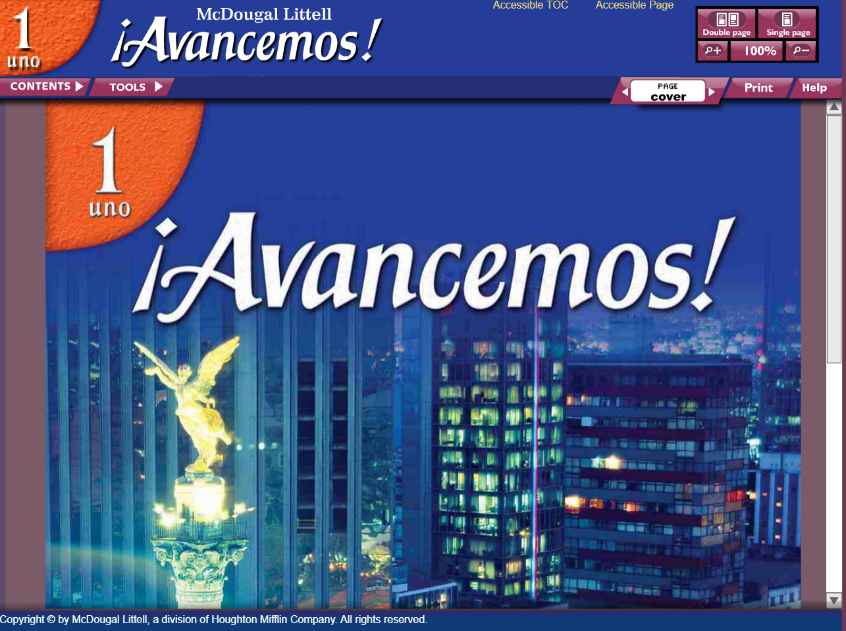 1
uno
McDougal Littell
¡Avancemos!
Accessible TOC
Accessible Page
Double page
Single page
100%
CONTENTS
TOOLS
PAGE
cover
Print
Help
1
uno
¡Avancemos!
Copyright © by McDougal Littell, a division of Houghton Mifflin Company. All rights reserved.